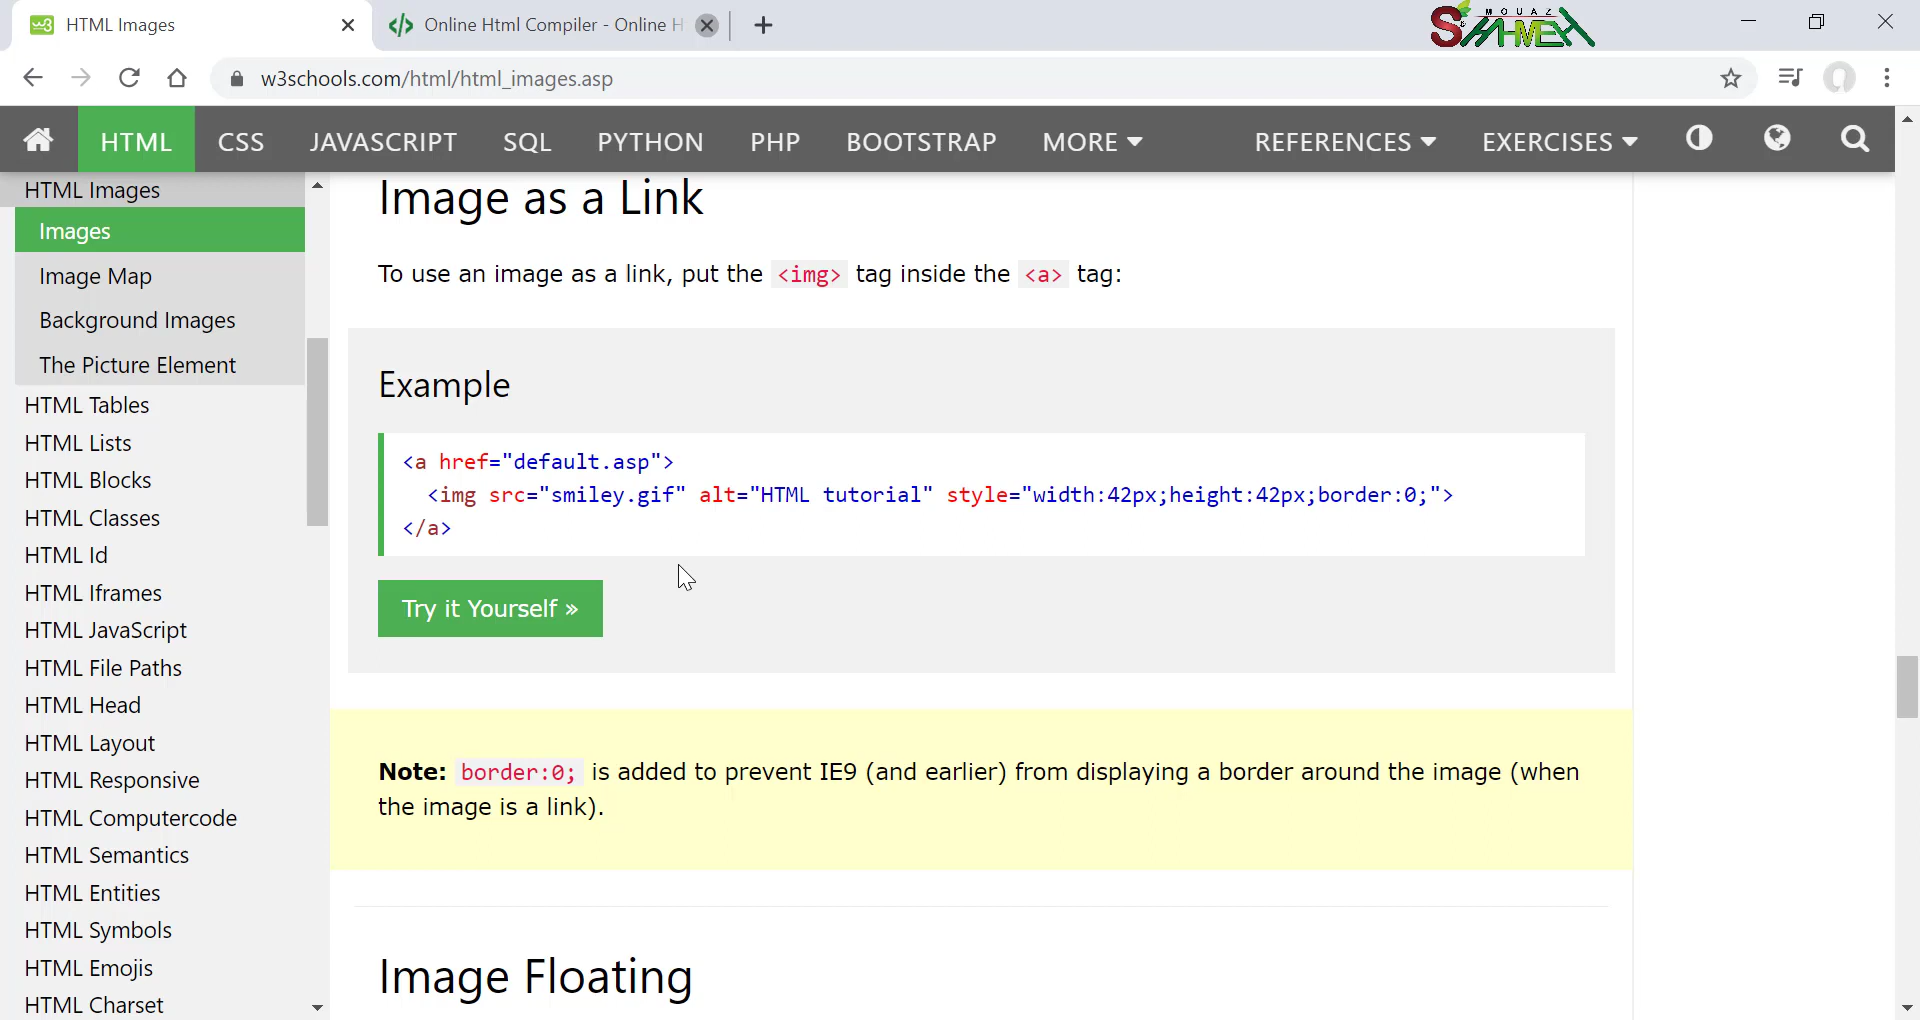 HTML Images
Online Html Compiler - Online H
MOUAZ
w3schools.com/html/html_images.asp
HTML
CSS
JAVASCRIPT
SQL
PYTHON
PHP
BOOTSTRAP
MORE
REFERENCES
EXERCISES
HTML Images
Images
Image Map
Background Images
The Picture Element
HTML Tables
HTML Lists
HTML Blocks
HTML Classes
HTML Id
HTML Iframes
HTML JavaScript
HTML File Paths
HTML Head
HTML Layout
HTML Responsive
HTML Computercode
HTML Semantics
HTML Entities
HTML Symbols
HTML Emojis
HTML Charset
Image as a Link
To use an image as a link, put the <img> tag inside the <a> tag:
Example
<a href="default.asp">
<img src="smiley.gif" alt="HTML tutorial" style="width:42px;height:42px;border:0;">
</a>
Try it Yourself »
Note: border:0; is added to prevent IE9 (and earlier) from displaying a border around the image (when
the image is a link).
Image Floating